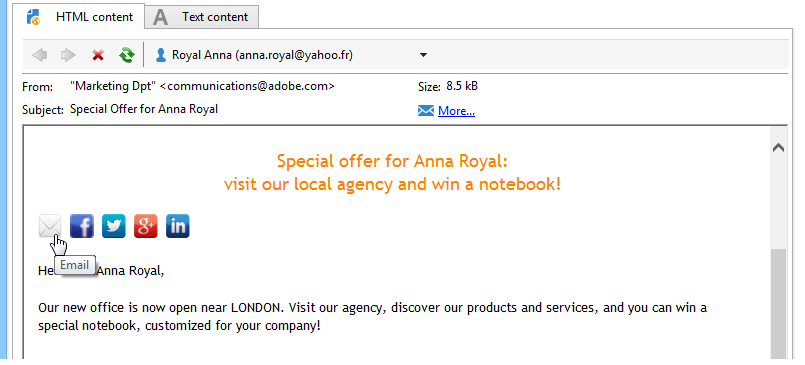 HTML content
A Text content
Royal Anna (anna.royal@yahoo.fr)
From: "Marketing Dpt" <communications@adobe.com> Size: 8.5 kB
Subject: Special Offer for Anna Royal More...
Special offer for Anna Royal:
visit our local agency and win a notebook!
f g+ in
Email
He Anna Royal,
Our new office is now open near LONDON. Visit our agency, discover our products and services, and you can win a
special notebook, customized for your company!